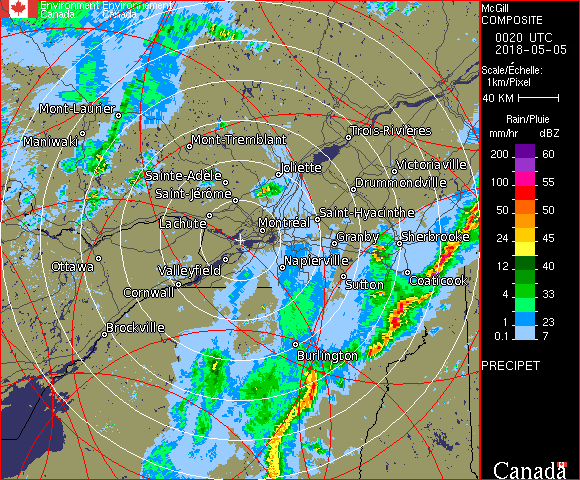 Environment Environnement
Canada Canada
McGill
COMPOSITE
0020 UTC
2018-05-05
Scale/Échelle:
1km/Pixel
40 KM
Rain/Pluie
mm/hr dBZ
200 60
100 55
50 50
24 45
12 40
4 33
1 23
0.1 7
PRECIPET
Canada
Mont-Laurier
Maniwaki
Mont-Tremblant
Trois-Rivières
Sainte-Adèle
Joliette
Victoriaville
Saint-Jérôme
Drummondville
Lachute
Montréal
Saint-Hyacinthe
Granby
Sherbrooke
Ottawa
Valleyfield
Napierville
Cornwall
Sutton
Coaticook
Brockville
Burlington